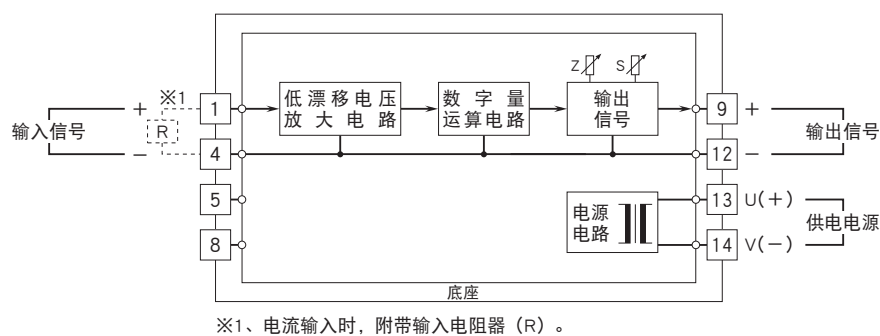 Z
S
※1
+
1
低漂移电压
放大电路
数字量
运算电路
输出
信号
9
+
输入信号
R
输出信号
−
4
12
−
5
电源
电路
13
U(+)
供电电源
8
14
V(−)
底座
※1、电流输入时，附带输入电阻器（R）。